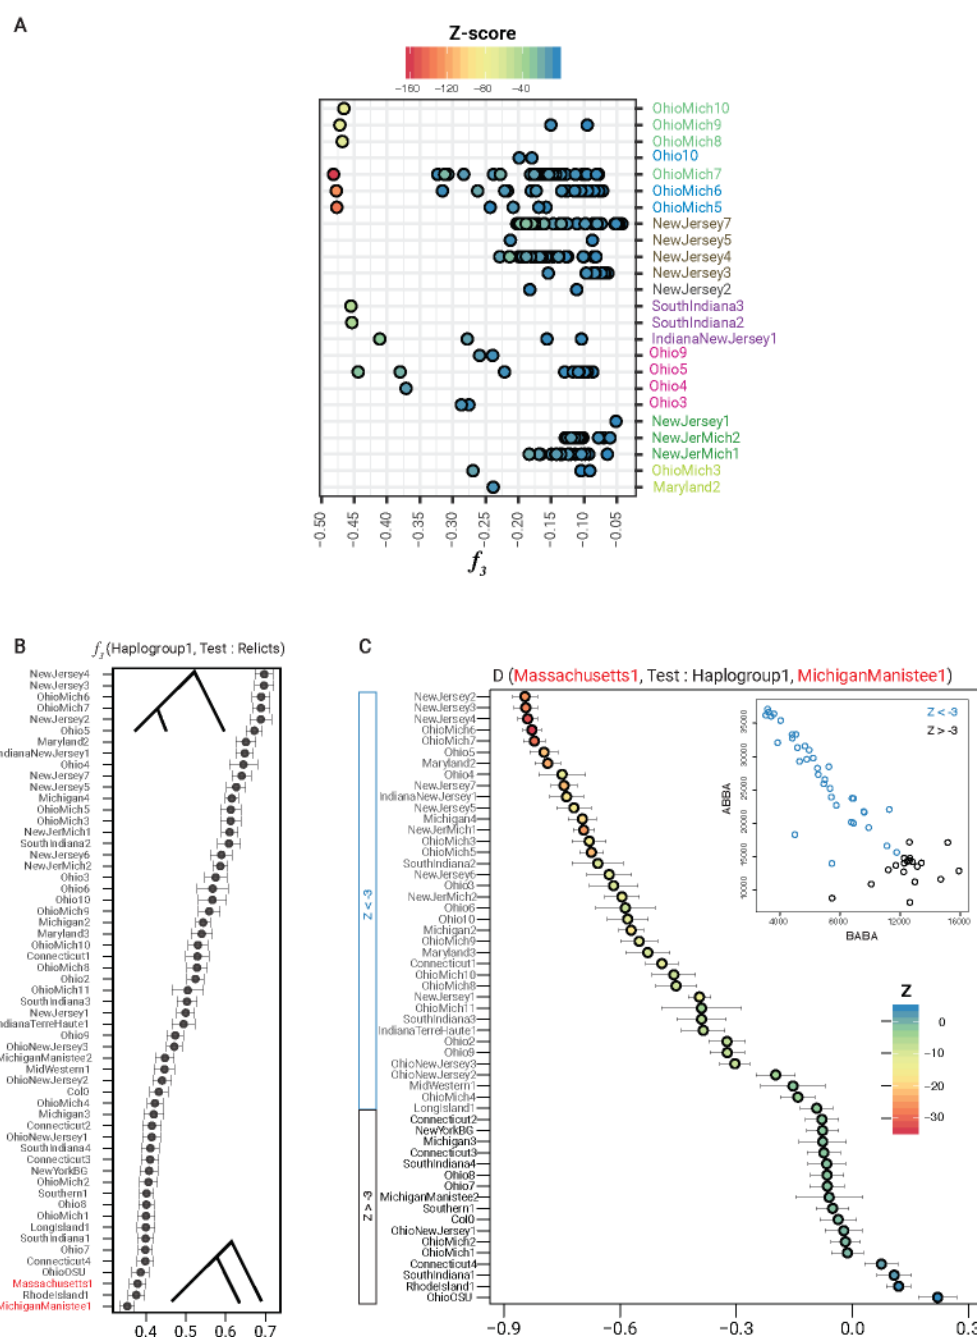 A
Z-score
−160 −120 −80 −40
OhioMich10
OhioMich9
OhioMich8
Ohio10
OhioMich7
OhioMich6
OhioMich5
NewJersey7
NewJersey5
NewJersey4
NewJersey3
NewJersey2
SouthIndiana3
SouthIndiana2
IndianaNewJersey1
Ohio9
Ohio5
Ohio4
Ohio3
NewJersey1
NewJerMich2
NewJerMich1
OhioMich3
Maryland2
−0.50 −0.45 −0.40 −0.35 −0.30 −0.25 −0.20 −0.15 −0.10 −0.05
f3
B
f3 (Haplogroup1, Test : Relicts)
NewJersey4
NewJersey3
OhioMich6
OhioMich7
NewJersey2
Ohio5
Maryland2
ndianaNewJersey1
Ohio4
NewJersey7
NewJersey5
Michigan4
OhioMich5
OhioMich3
NewJerMich1
SouthIndiana2
NewJersey6
NewJerMich2
Ohio3
Ohio6
Ohio10
OhioMich9
Michigan2
Maryland3
OhioMich10
Connecticut1
OhioMich8
Ohio2
OhioMich11
SouthIndiana3
NewJersey1
ndianaTerreHaute1
Ohio9
OhioNewJersey3
MichiganManistee2
MidWestern1
OhioNewJersey2
Col0
OhioMich4
Michigan3
Connecticut2
OhioNewJersey1
SouthIndiana4
Connecticut3
NewYorkBG
OhioMich2
Southern1
Ohio8
OhioMich1
LongIsland1
SouthIndiana1
Ohio7
Connecticut4
OhioOSU
Massachusetts1
RhodeIsland1
MichiganManistee1
0.4 0.5 0.6 0.7
C
D (Massachusetts1, Test : Haplogroup1, MichiganManistee1)
Z < -3
Z > -3
NewJersey2
NewJersey3
NewJersey4
OhioMich6
OhioMich7
Ohio5
Maryland2
Ohio4
NewJersey7
IndianaNewJersey1
NewJersey5
Michigan4
NewJerMich1
OhioMich3
OhioMich5
SouthIndiana2
NewJersey6
Ohio3
NewJerMich2
Ohio6
Ohio10
Michigan2
OhioMich9
Maryland3
Connecticut1
OhioMich10
OhioMich8
NewJersey1
OhioMich11
SouthIndiana3
IndianaTerreHaute1
Ohio2
Ohio9
OhioNewJersey3
OhioNewJersey2
MidWestern1
OhioMich4
LongIsland1
Connecticut2
NewYorkBG
Michigan3
Connecticut3
SouthIndiana4
Ohio8
Ohio7
MichiganManistee2
Southern1
Col0
OhioNewJersey1
OhioMich2
OhioMich1
Connecticut4
SouthIndiana1
RhodeIsland1
OhioOSU
−0.9 −0.6 −0.3 0.0 0.3
Z < -3
Z > -3
ABBA
25000
30000
20000
15000
10000
4000 8000 12000 16000
BABA
Z
0
−10
−20
−30